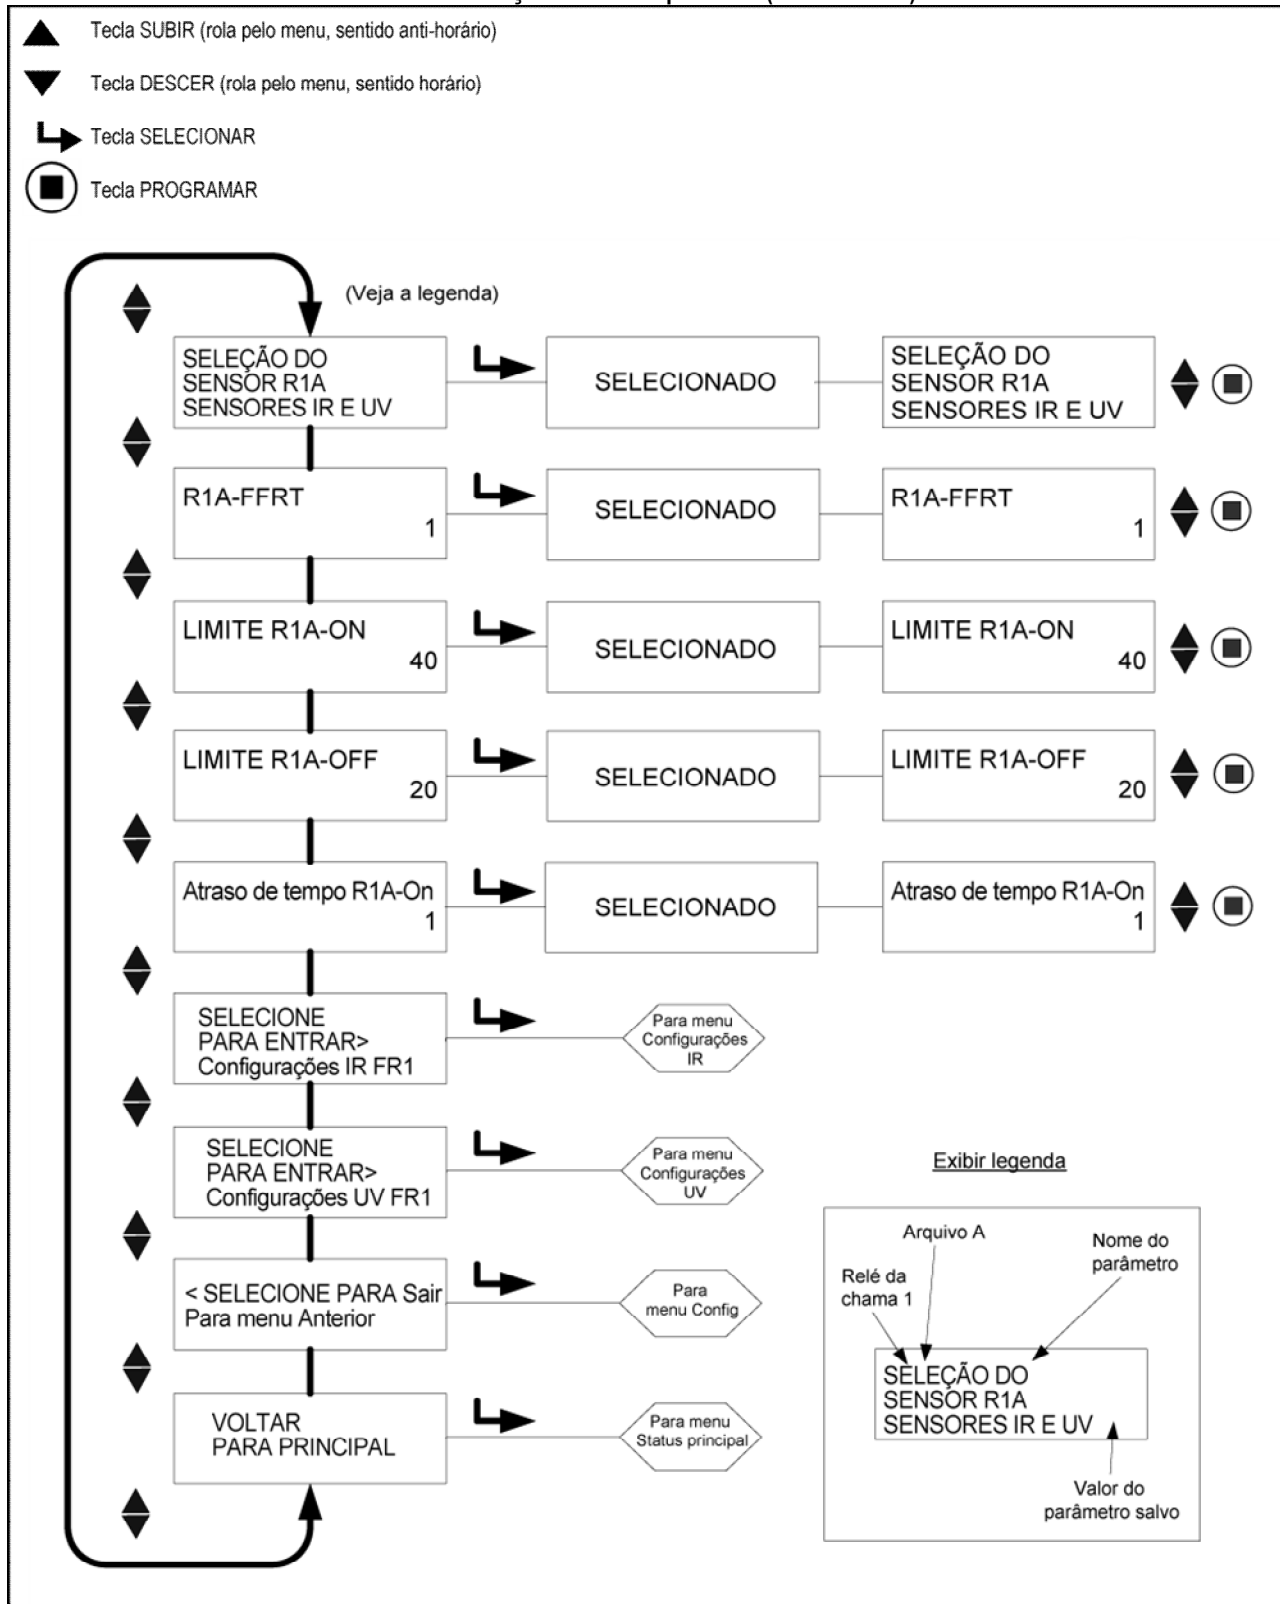 Tecla SUBIR (rola pelo menu, sentido anti-horário)
Tecla DESCER (rola pelo menu, sentido horário)
Tecla SELECIONAR
Tecla PROGRAMAR
(Veja a legenda)
SELEÇÃO DO
SENSOR R1A
SENSORES IR E UV
SELECIONADO
SELEÇÃO DO
SENSOR R1A
SENSORES IR E UV
R1A-FFRT
1
SELECIONADO
R1A-FFRT
1
LIMITE R1A-ON
40
SELECIONADO
LIMITE R1A-ON
40
LIMITE R1A-OFF
20
SELECIONADO
LIMITE R1A-OFF
20
Atraso de tempo R1A-On
1
SELECIONADO
Atraso de tempo R1A-On
1
SELECIONE
PARA ENTRAR>
Configurações IR FR1
Para menu
Configurações
IR
SELECIONE
PARA ENTRAR>
Configurações UV FR1
Para menu
Configurações
UV
< SELECIONE PARA Sair
Para menu Anterior
Para
menu Config
VOLTAR
PARA PRINCIPAL
Para menu
Status principal
Exibir legenda
Arquivo A
Nome do
parâmetro
Relé da
chama 1
SELEÇÃO DO
SENSOR R1A
SENSORES IR E UV
Valor do
parâmetro salvo